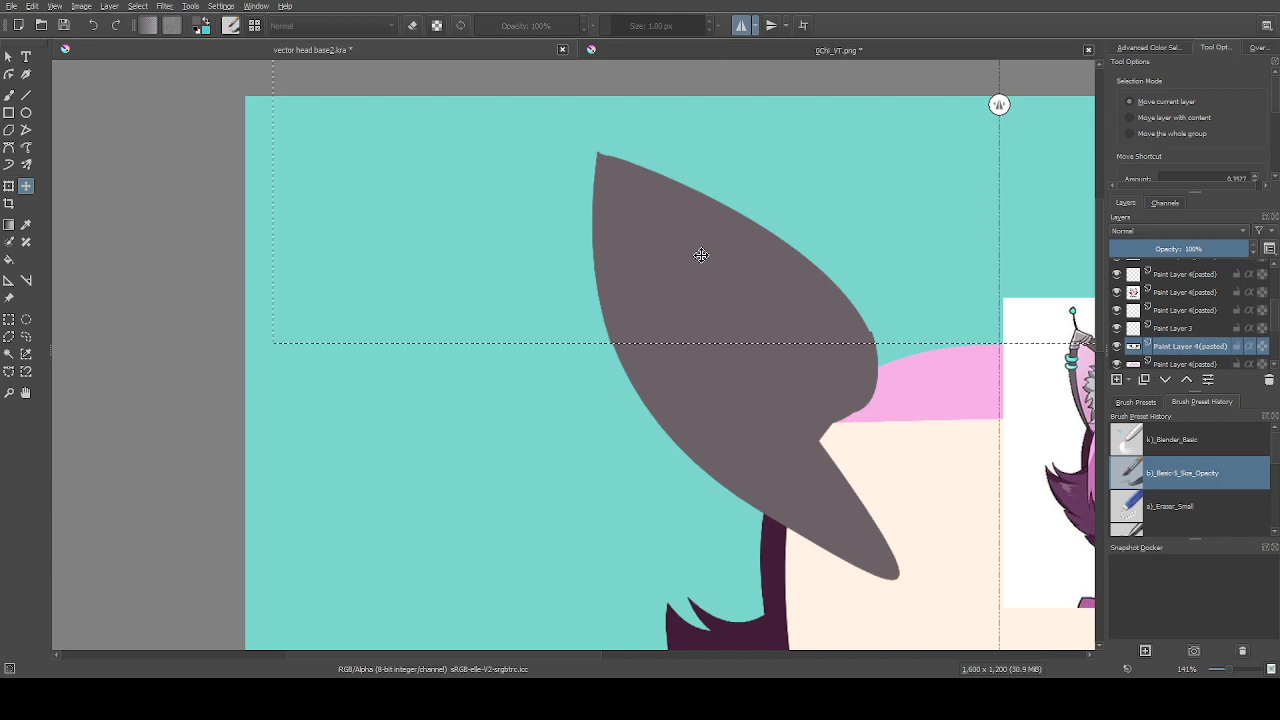 File Edit View Image Layer Select Filter Tools Settings Window Help
Normal Opacity: 100% Size: 1.00 px
vector head base2.kra * 0Chi_VT.png *
Advanced Color Sel... Tool Opt... Over...
Tool Options
Selection Mode
Move current layer
Move layer with content
Move the whole group
Move Shortcut
Amount: 0.3527
Layers Channels
Layers
Normal
Opacity: 100%
Paint Layer 4(pasted)
Paint Layer 4(pasted)
Paint Layer 4(pasted)
Paint Layer 3
Paint Layer 4(pasted)
Paint Layer 4(pasted)
Brush Presets Brush Preset History
Brush Preset History
k)_Blender_Basic
b)_Basic-5_Size_Opacity
a)_Eraser_Small
Snapshot Docker
RGB/Alpha (8-bit integer/channel) sRGB-elle-V2-srgbtrc.icc 1,600 x 1,200 (30.9 MiB) 141%